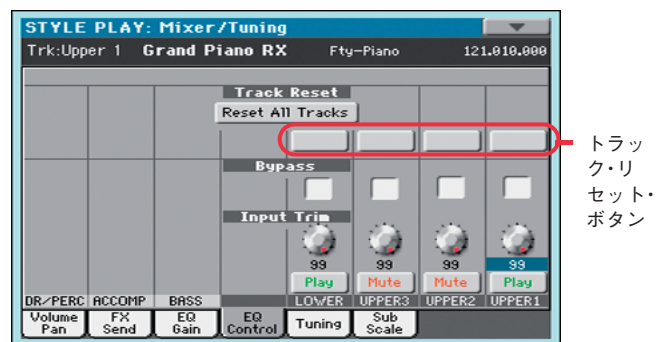 STYLE PLAY: Mixer/Tuning
Trk:Upper 1 Grand Piano RX Fty-Piano 121.010.000
Track Reset
Reset All Tracks
トラッ
ク・リ
セット・
ボタン
Bypass
Input Trim
99 99 99 99
Play Mute Mute Play
DR/PERC ACCOMP BASS LOWER UPPER3 UPPER2 UPPER1
Volume Pan FX Send EQ Gain EQ Control Tuning Sub Scale